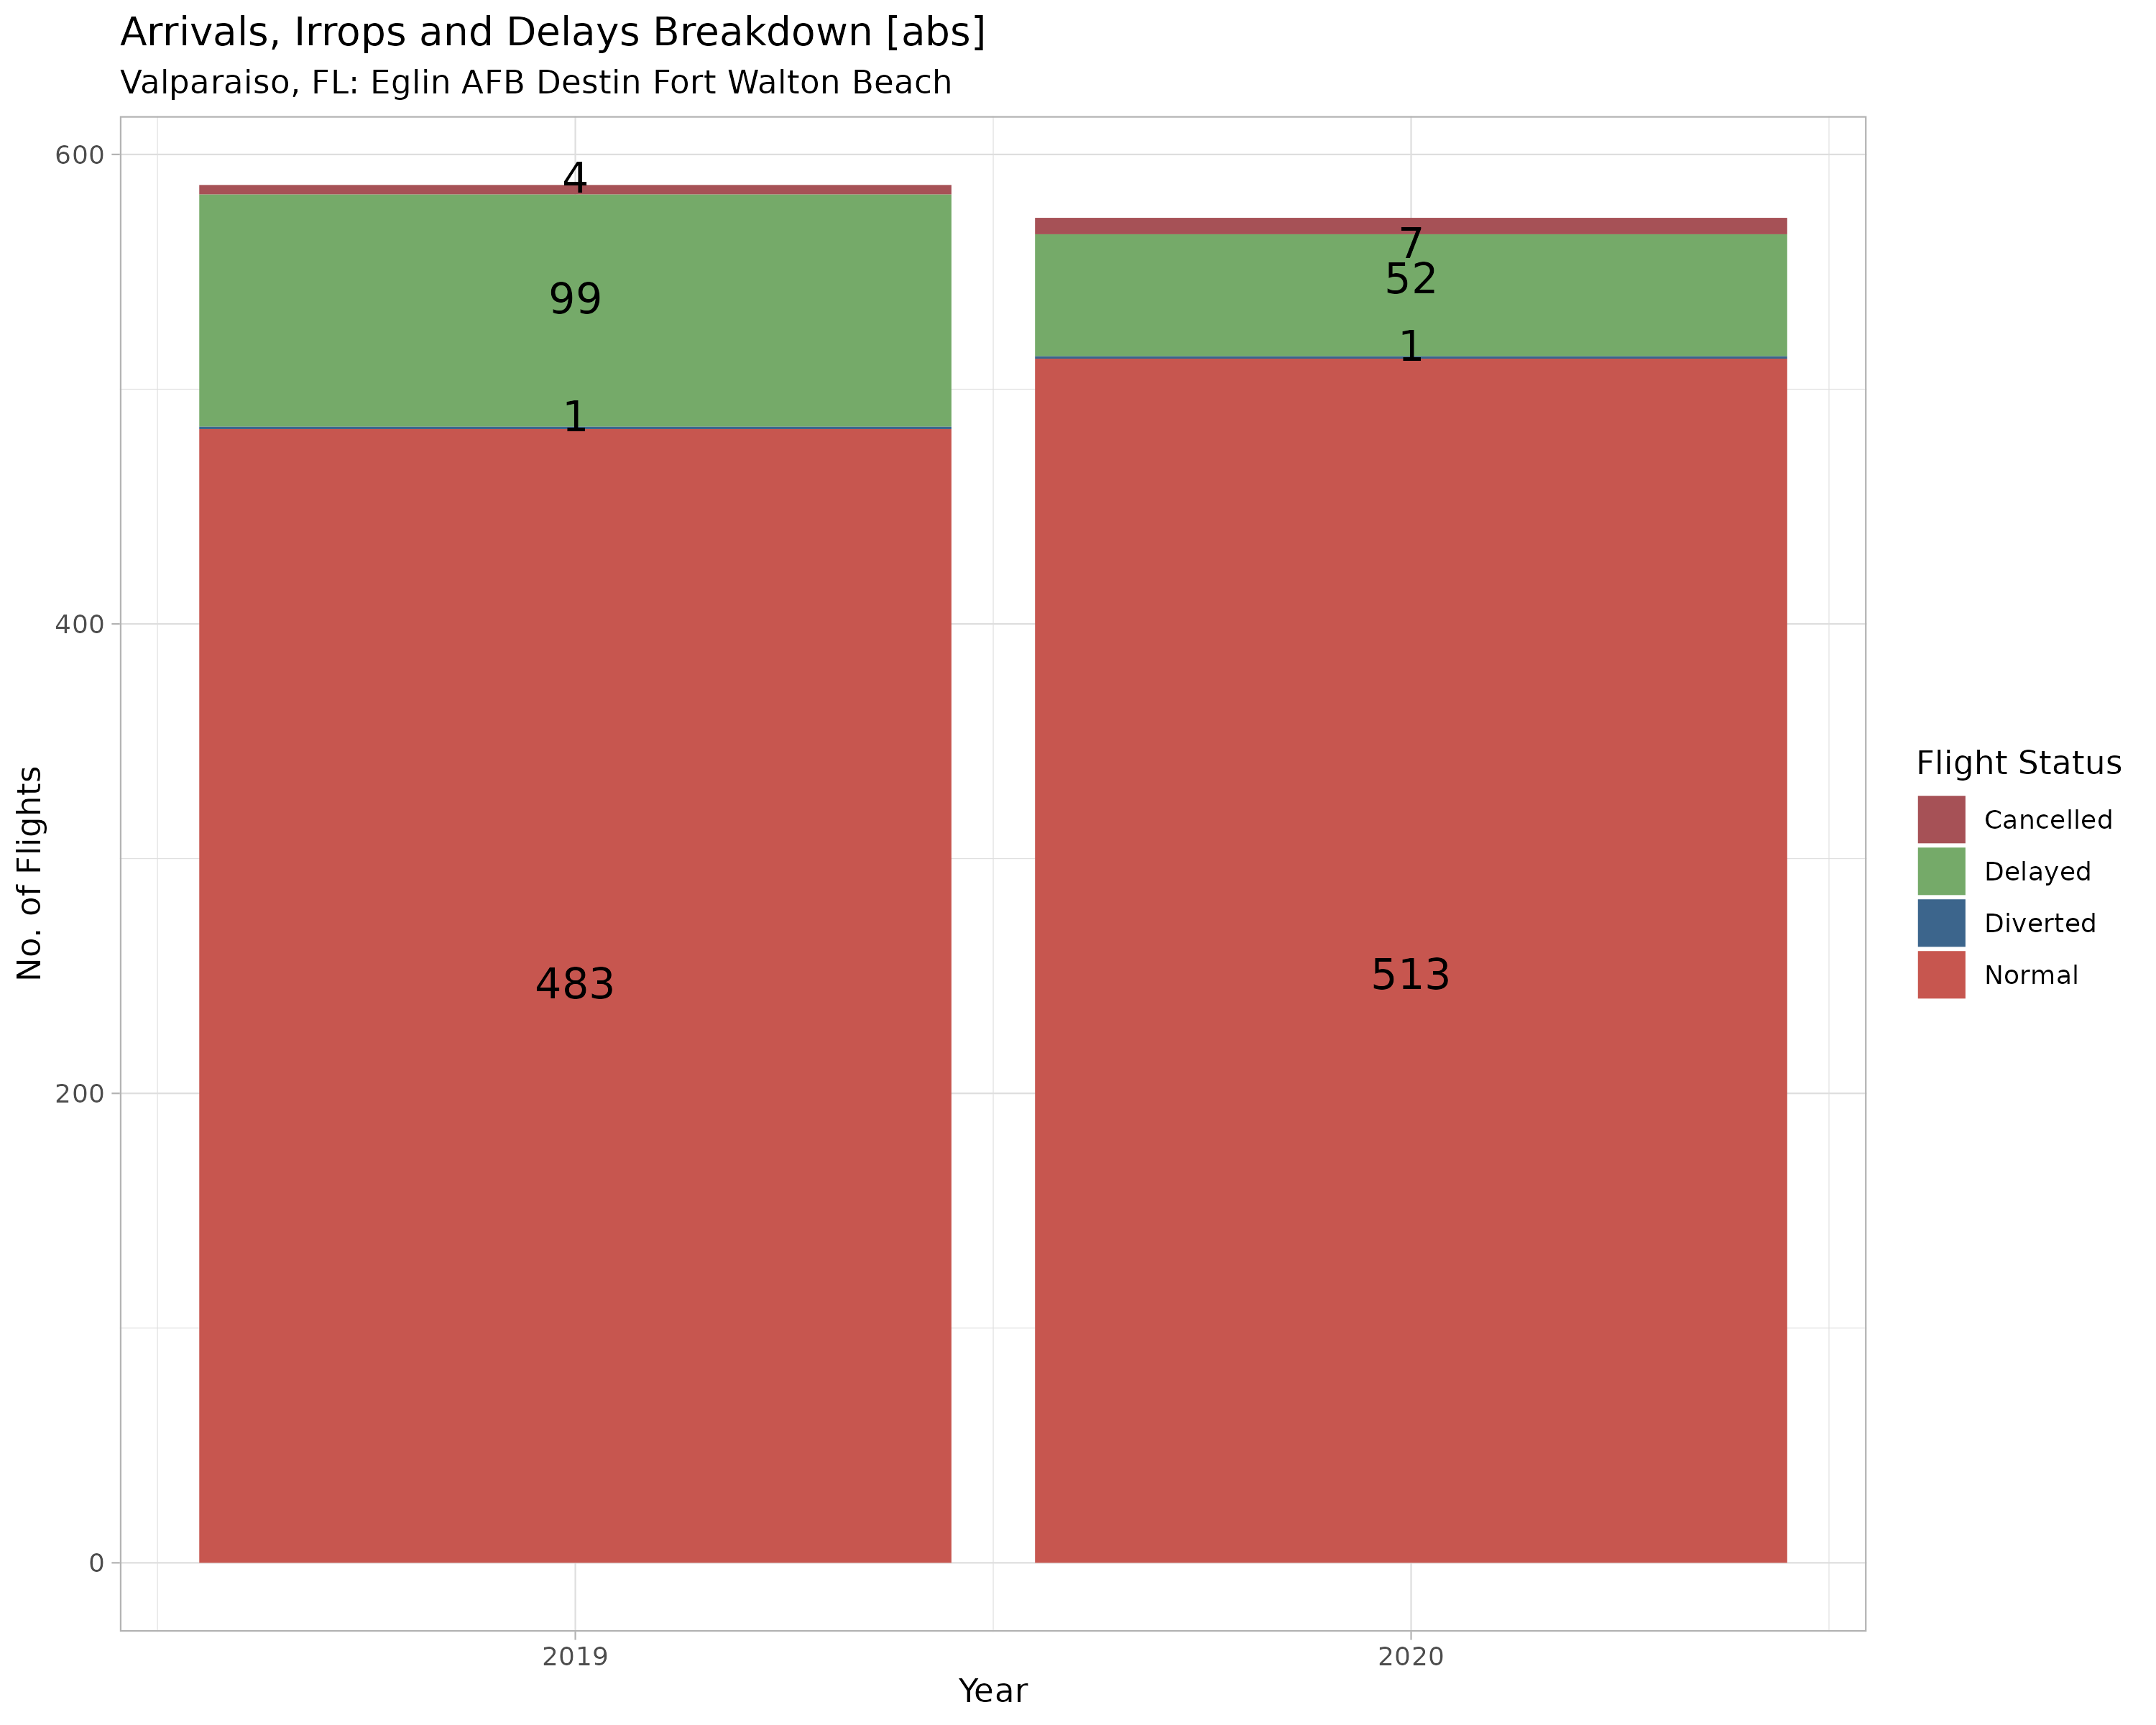 Arrivals, Irrops and Delays Breakdown [abs]
Valparaiso, FL: Eglin AFB Destin Fort Walton Beach
600
400
200
0
No. of Flights
4
99
1
483
7
52
1
513
2019
2020
Year
Flight Status
Cancelled
Delayed
Diverted
Normal